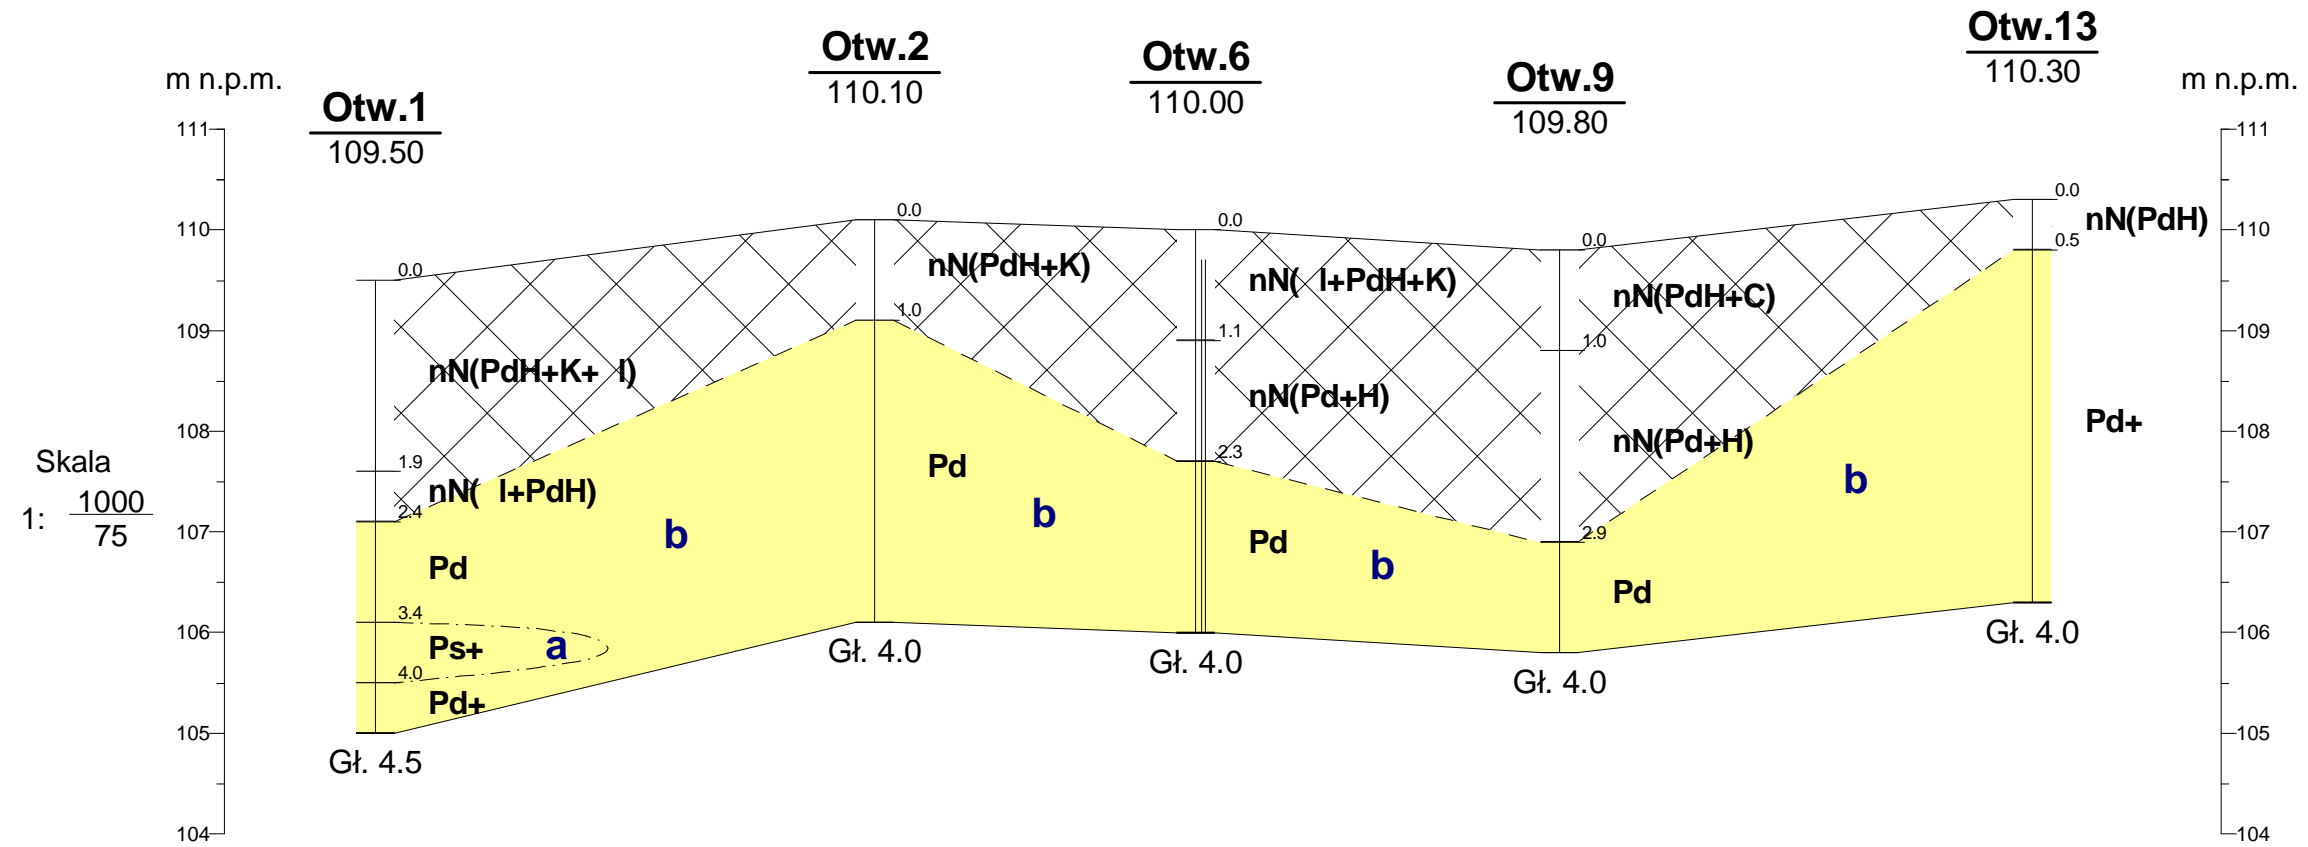 Otw.13
110.30
Otw.2
110.10
Otw.6
110.00
Otw.9
109.80
Otw.1
109.50
m n.p.m.
m n.p.m.
111
110
109
108
107
106
105
104
Skala
1: 1000
75
0.0
1.9
2.4
3.4
4.0
nN(PdH+K+ I)
nN( I+PdH)
Pd
Ps+
Pd+
a
b
Gł. 4.5
0.0
1.0
nN(PdH+K)
Pd
b
Gł. 4.0
0.0
1.1
2.3
nN( I+PdH+K)
nN(Pd+H)
Pd
b
Gł. 4.0
0.0
1.0
2.9
nN(PdH+C)
nN(Pd+H)
Pd
b
Gł. 4.0
0.0
0.5
nN(PdH)
Pd+
Gł. 4.0
111
110
109
108
107
106
105
104